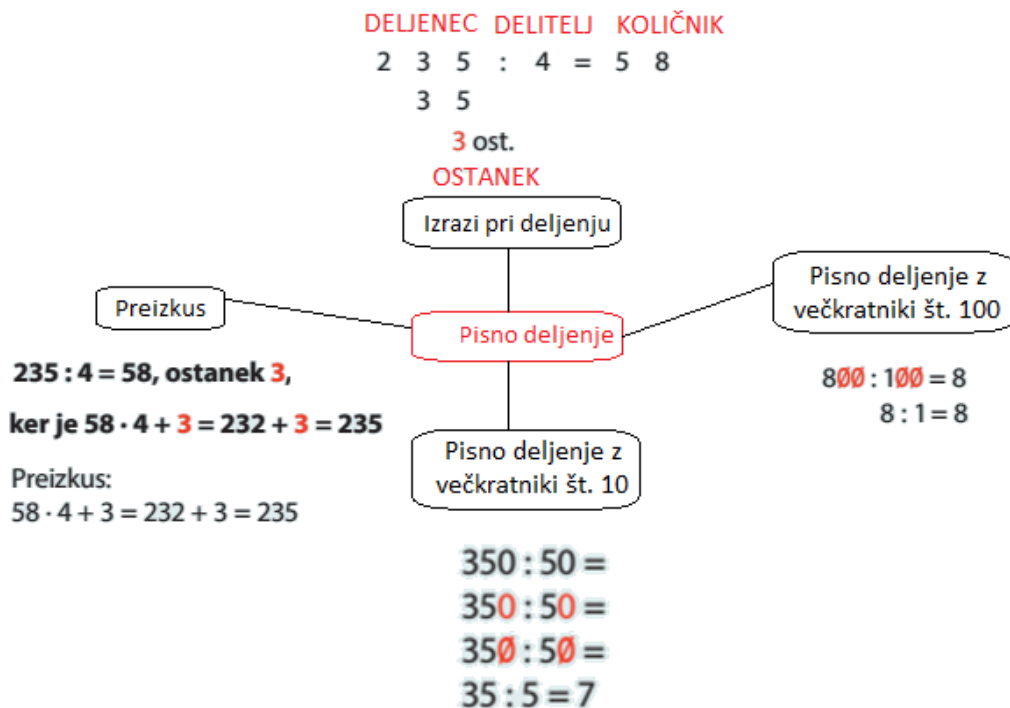 DELJENEC DELITELJ KOLIČNIK
2 3 5 : 4 = 5 8
3 5
3 ost.
OSTANEK
Izrazi pri deljenju
Preizkus
Pisno deljenje
Pisno deljenje z
večkratniki št. 100
235 : 4 = 58, ostanek 3,
ker je 58 · 4 + 3 = 232 + 3 = 235
Preizkus:
58 · 4 + 3 = 232 + 3 = 235
800 : 100 = 8
8 : 1 = 8
Pisno deljenje z
večkratniki št. 10
350 : 50 =
350 : 50 =
350 : 50 =
35 : 5 = 7